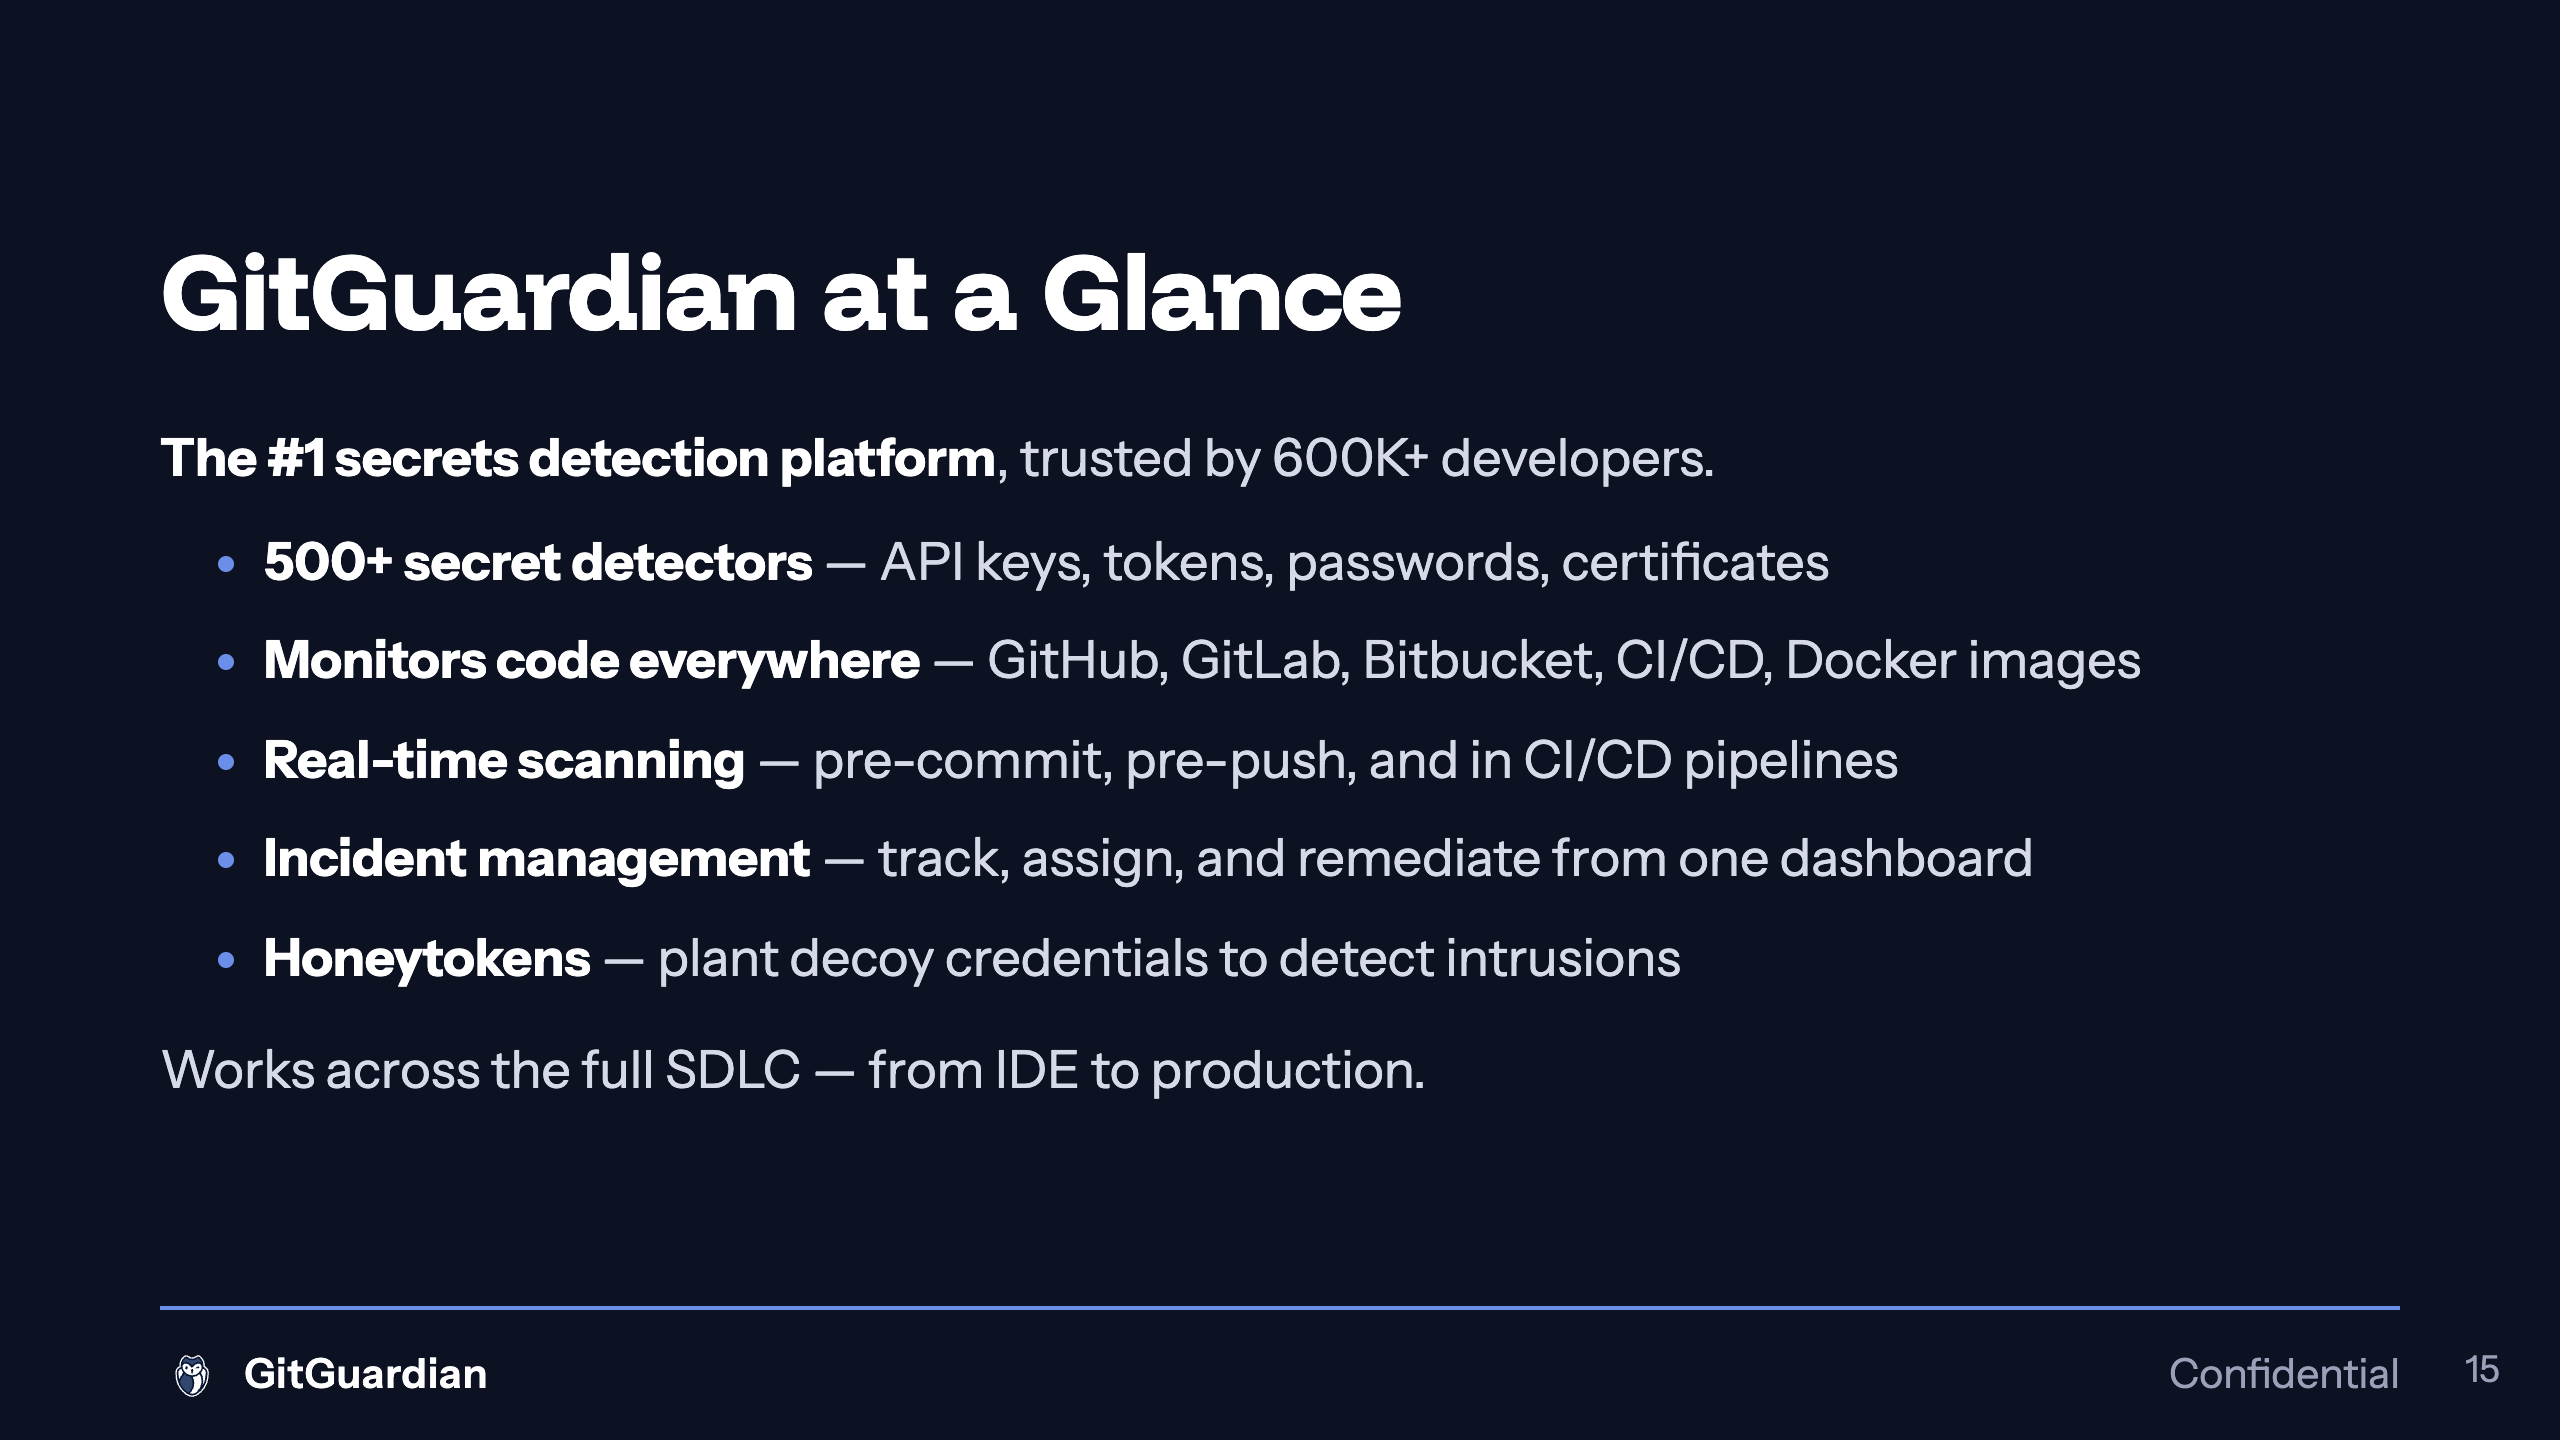 GitGuardian at a Glance
The #1 secrets detection platform, trusted by 600K+ developers.
• 500+ secret detectors — API keys, tokens, passwords, certificates
• Monitors code everywhere — GitHub, GitLab, Bitbucket, CI/CD, Docker images
• Real-time scanning — pre-commit, pre-push, and in CI/CD pipelines
• Incident management — track, assign, and remediate from one dashboard
• Honeytokens — plant decoy credentials to detect intrusions
Works across the full SDLC — from IDE to production.
GitGuardian
Confidential
15